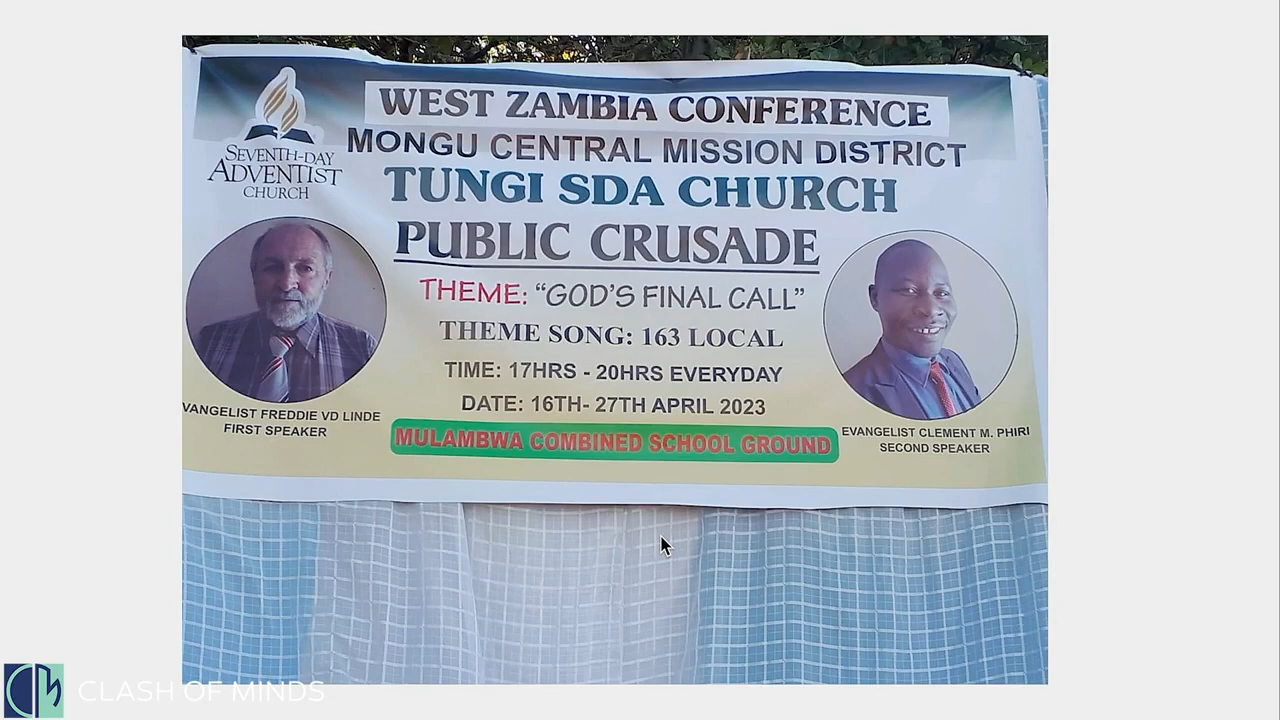 WEST ZAMBIA CONFERENCE
MONGU CENTRAL MISSION DISTRICT
SEVENTH-DAY
ADVENTIST
CHURCH
TUNGI SDA CHURCH
PUBLIC CRUSADE
THEME: "GOD'S FINAL CALL"
THEME SONG: 163 LOCAL
TIME: 17HRS - 20HRS EVERYDAY
DATE: 16TH- 27TH APRIL 2023
MULAMBWA COMBINED SCHOOL GROUND
VANGELIST FREDDIE VD LINDE
FIRST SPEAKER
EVANGELIST CLEMENT M. PHIRI
SECOND SPEAKER
CLASH OF MINDS